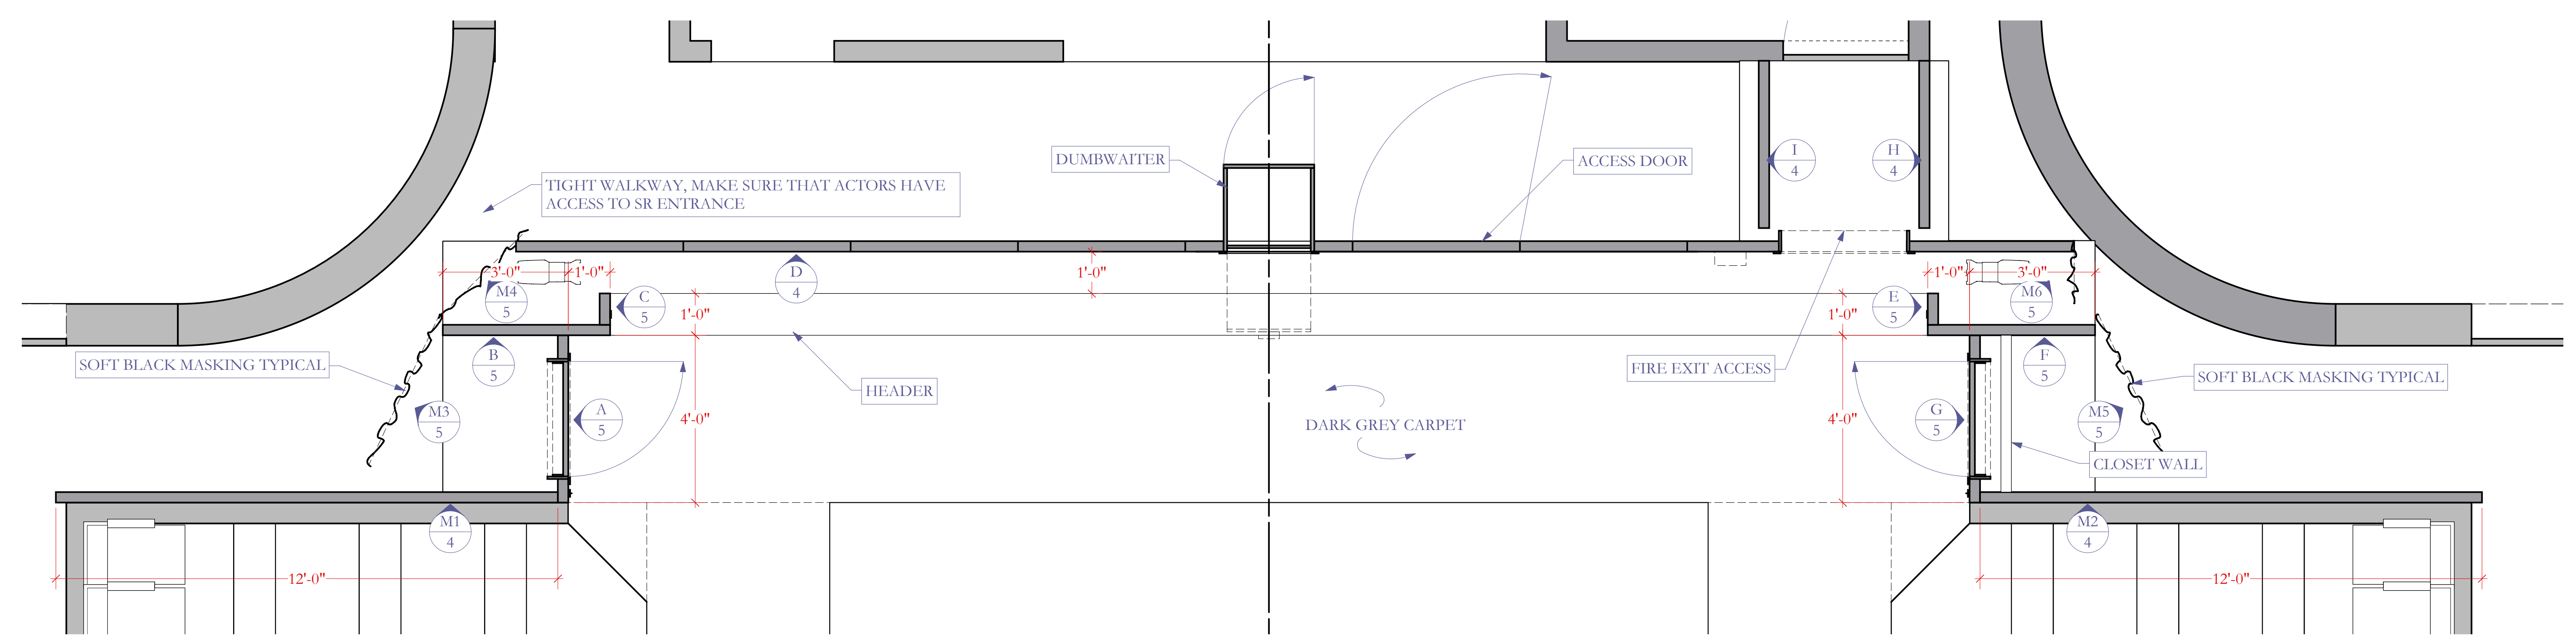 I
4
H
4
DUMBWAITER
ACCESS DOOR
TIGHT WALKWAY, MAKE SURE THAT ACTORS HAVE
ACCESS TO SR ENTRANCE
3'-0"
1'-0"
D
4
1'-0"
1'-0"
3'-0"
M4
5
C
5
1'-0"
1'-0"
E
5
M6
5
B
5
SOFT BLACK MASKING TYPICAL
HEADER
FIRE EXIT ACCESS
F
5
SOFT BLACK MASKING TYPICAL
M3
5
A
5
4'-0"
DARK GREY CARPET
4'-0"
G
5
M5
5
CLOSET WALL
M1
4
M2
4
12'-0"
12'-0"